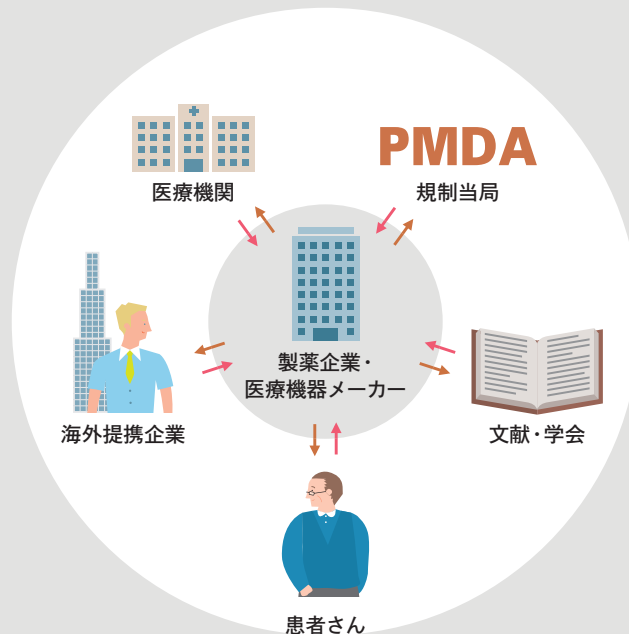 PMDA
医療機関
規制当局
製薬企業・
医療機器メーカー
海外提携企業
文献・学会
患者さん